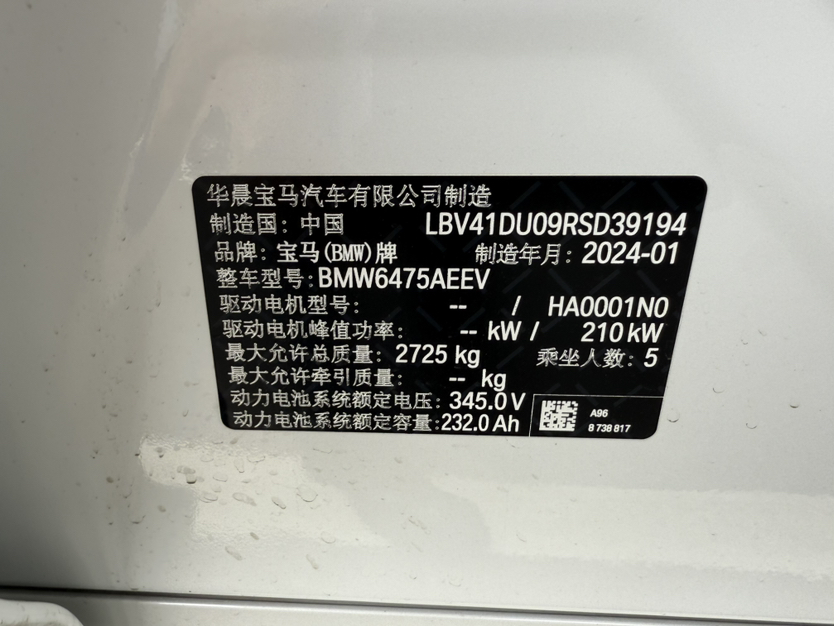 华晨宝马汽车有限公司制造
制造国：中国 LBV41DU09RSD39194
品牌：宝马(BMW)牌 制造年月：2024-01
整车型号：BMW6475AEEV
驱动电机型号： -- / HA0001N0
驱动电机峰值功率： -- kW / 210 kW
最大允许总质量：2725 kg 乘坐人数：5
最大允许牵引质量： -- kg
动力电池系统额定电压：345.0 V
动力电池系统额定容量：232.0 Ah
A96
8 738 817